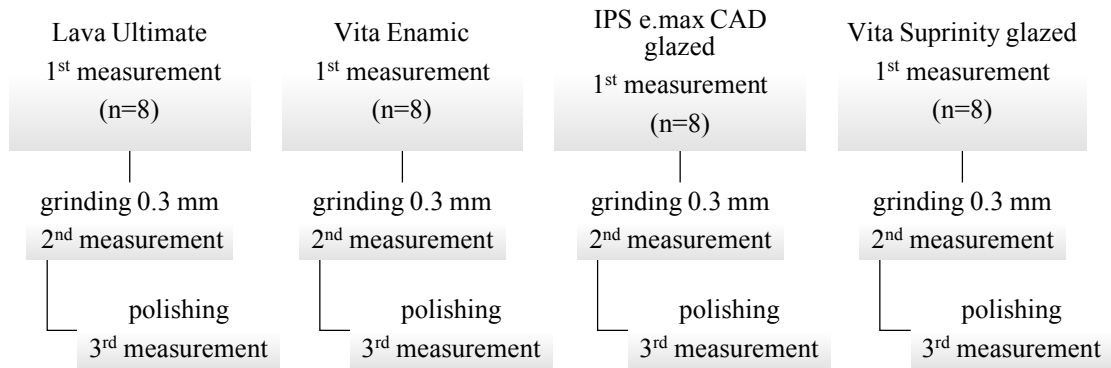 Lava Ultimate
1st measurement
(n=8)
grinding 0.3 mm
2nd measurement
polishing
3rd measurement
Vita Enamic
1st measurement
(n=8)
grinding 0.3 mm
2nd measurement
polishing
3rd measurement
IPS e.max CAD
glazed
1st measurement
(n=8)
grinding 0.3 mm
2nd measurement
polishing
3rd measurement
Vita Suprinity glazed
1st measurement
(n=8)
grinding 0.3 mm
2nd measurement
polishing
3rd measurement